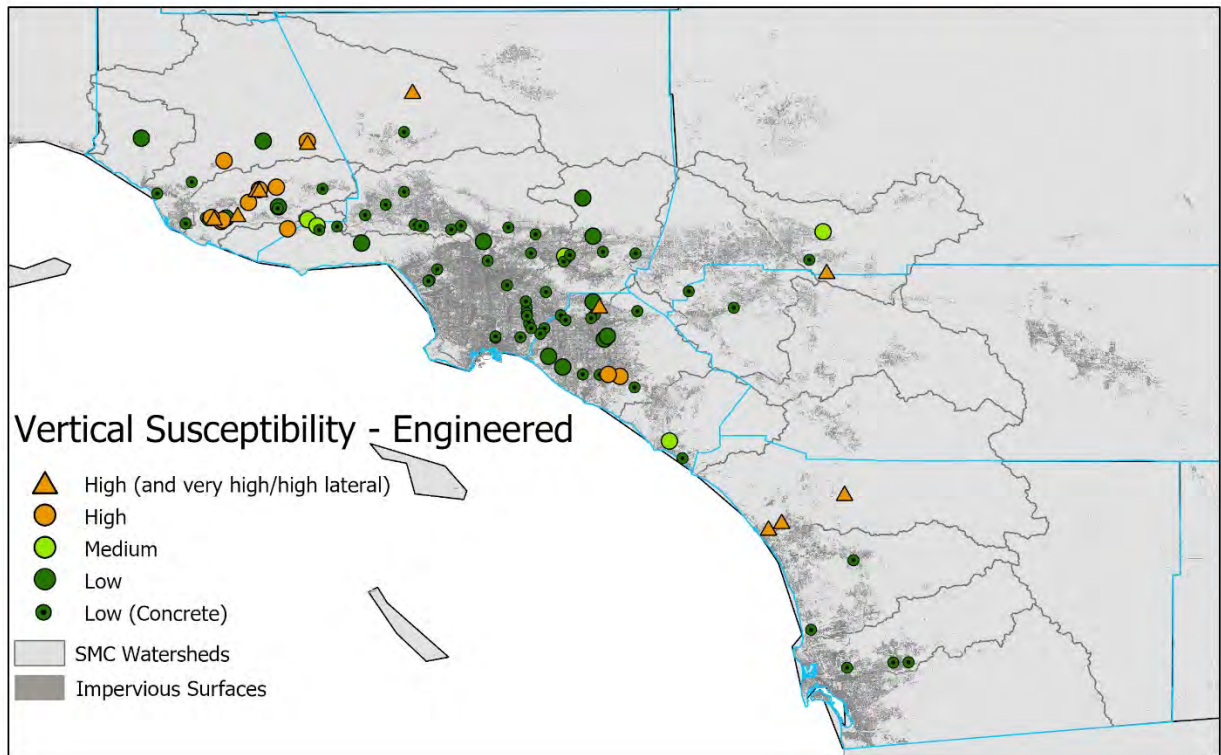 Vertical Susceptibility - Engineered
High (and very high/high lateral)
High
Medium
Low
Low (Concrete)
SMC Watersheds
Impervious Surfaces